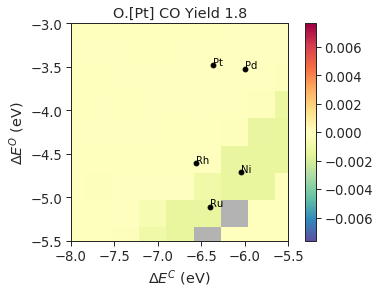 O.[Pt] CO Yield 1.8
−3.0
−3.5
−4.0
−4.5
−5.0
−5.5
ΔE^O (eV)
Pt
Pd
Rh
Ni
Ru
−8.0 −7.5 −7.0 −6.5 −6.0 −5.5
ΔE^C (eV)
0.006
0.004
0.002
0.000
−0.002
−0.004
−0.006